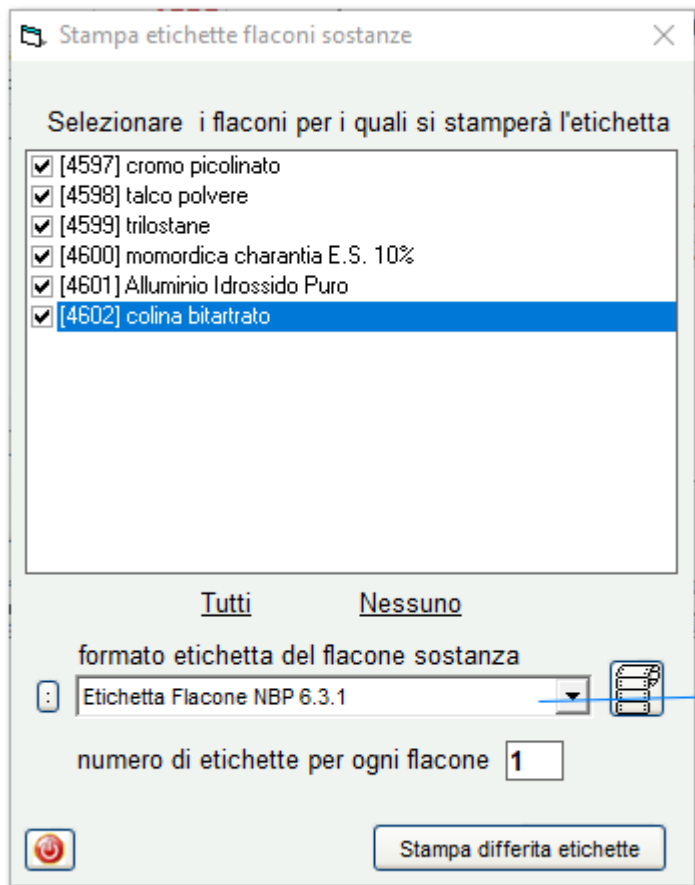 Stampa etichette flaconi sostanze
Selezionare i flaconi per i quali si stamperà l'etichetta
[4597] cromo picolinato
[4598] talco polvere
[4599] trilostane
[4600] momordica charantia E.S. 10%
[4601] Alluminio Idrossido Puro
[4602] colina bitartrato
Tutti Nessuno
formato etichetta del flacone sostanza
: Etichetta Flacone NBP 6.3.1
numero di etichette per ogni flacone 1
Stampa differita etichette